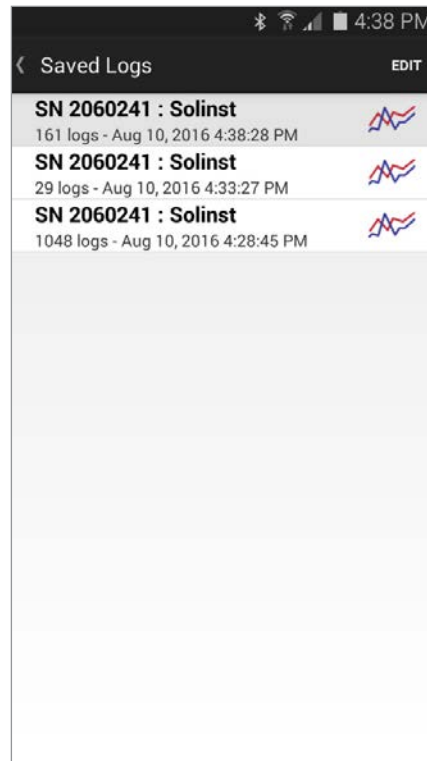 4:38 PM
Saved Logs EDIT
SN 2060241 : Solinst
161 logs - Aug 10, 2016 4:38:28 PM
SN 2060241 : Solinst
29 logs - Aug 10, 2016 4:33:27 PM
SN 2060241 : Solinst
1048 logs - Aug 10, 2016 4:28:45 PM